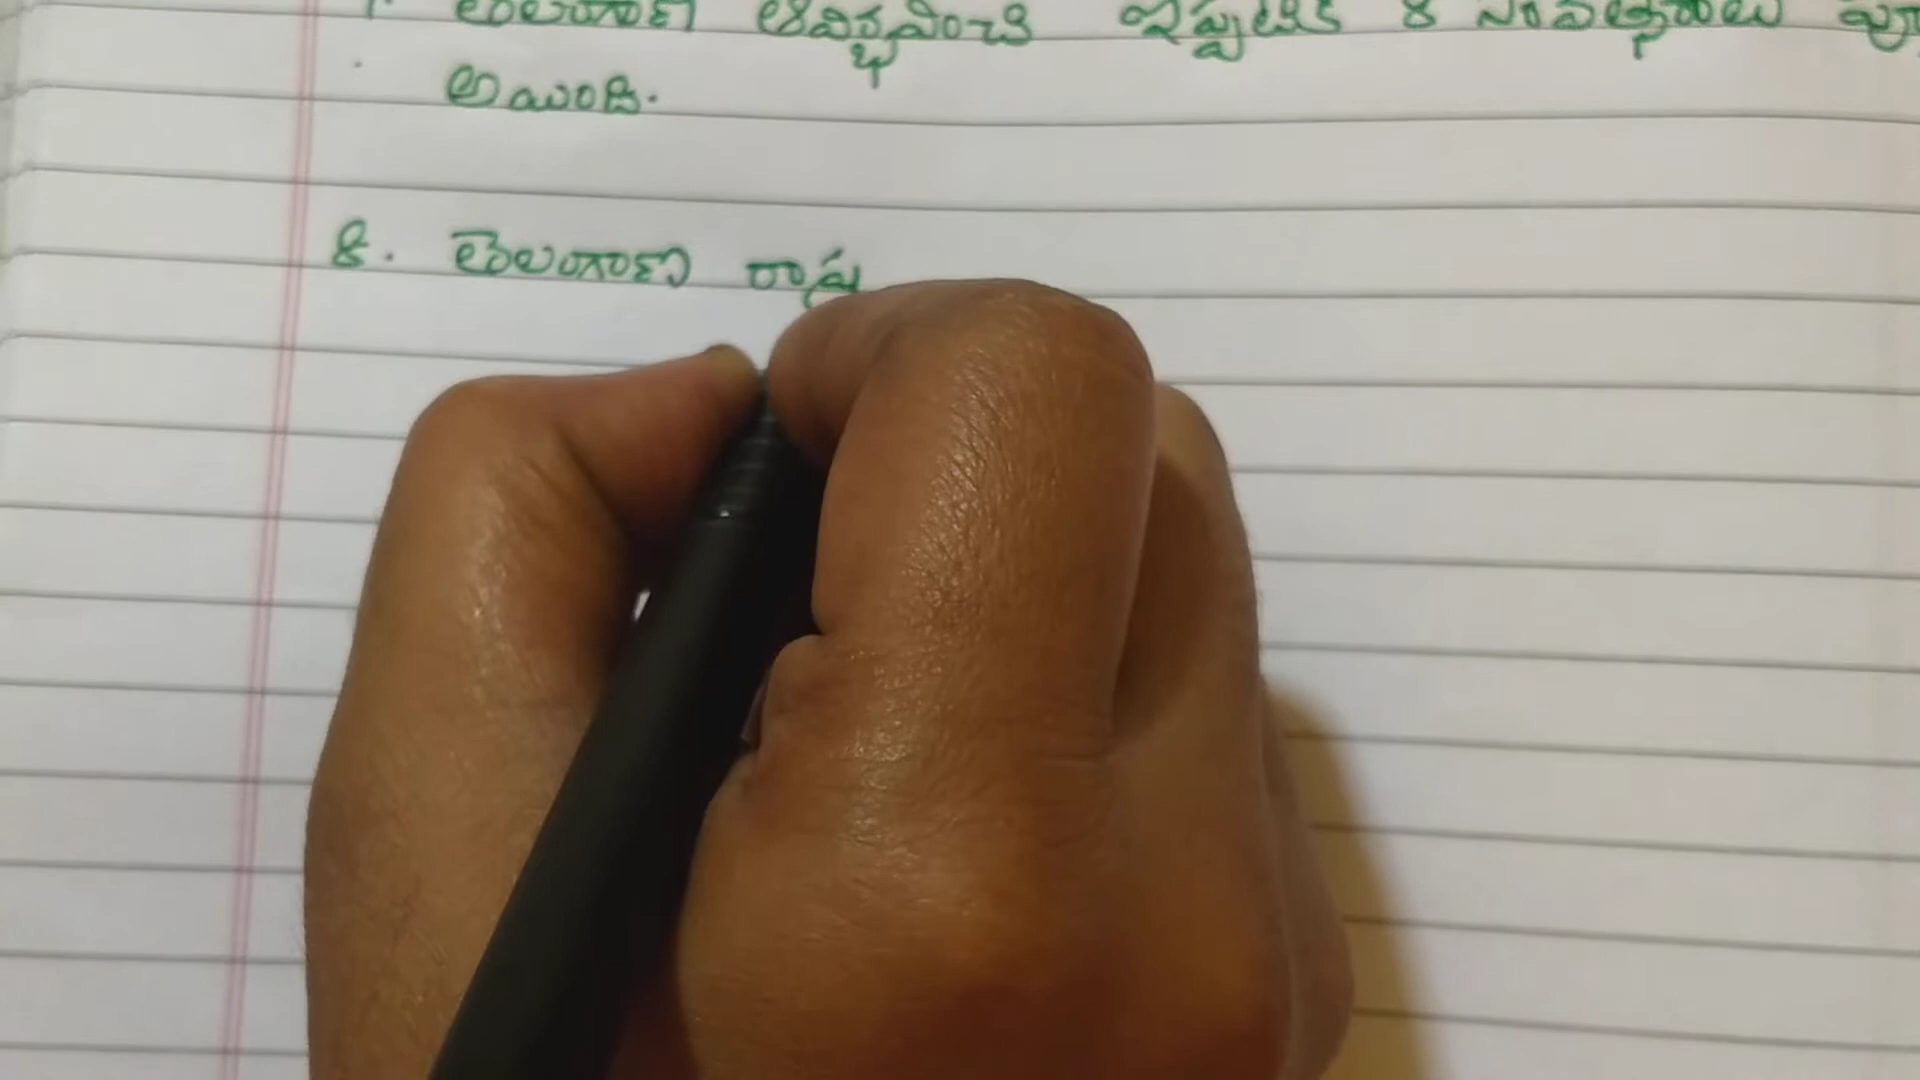 తెలంగాణ ఆవిర్భవించి ఇప్పటికి 8 సంవత్సరాలు
అయింది.
8. తెలంగాణ రాష్ట